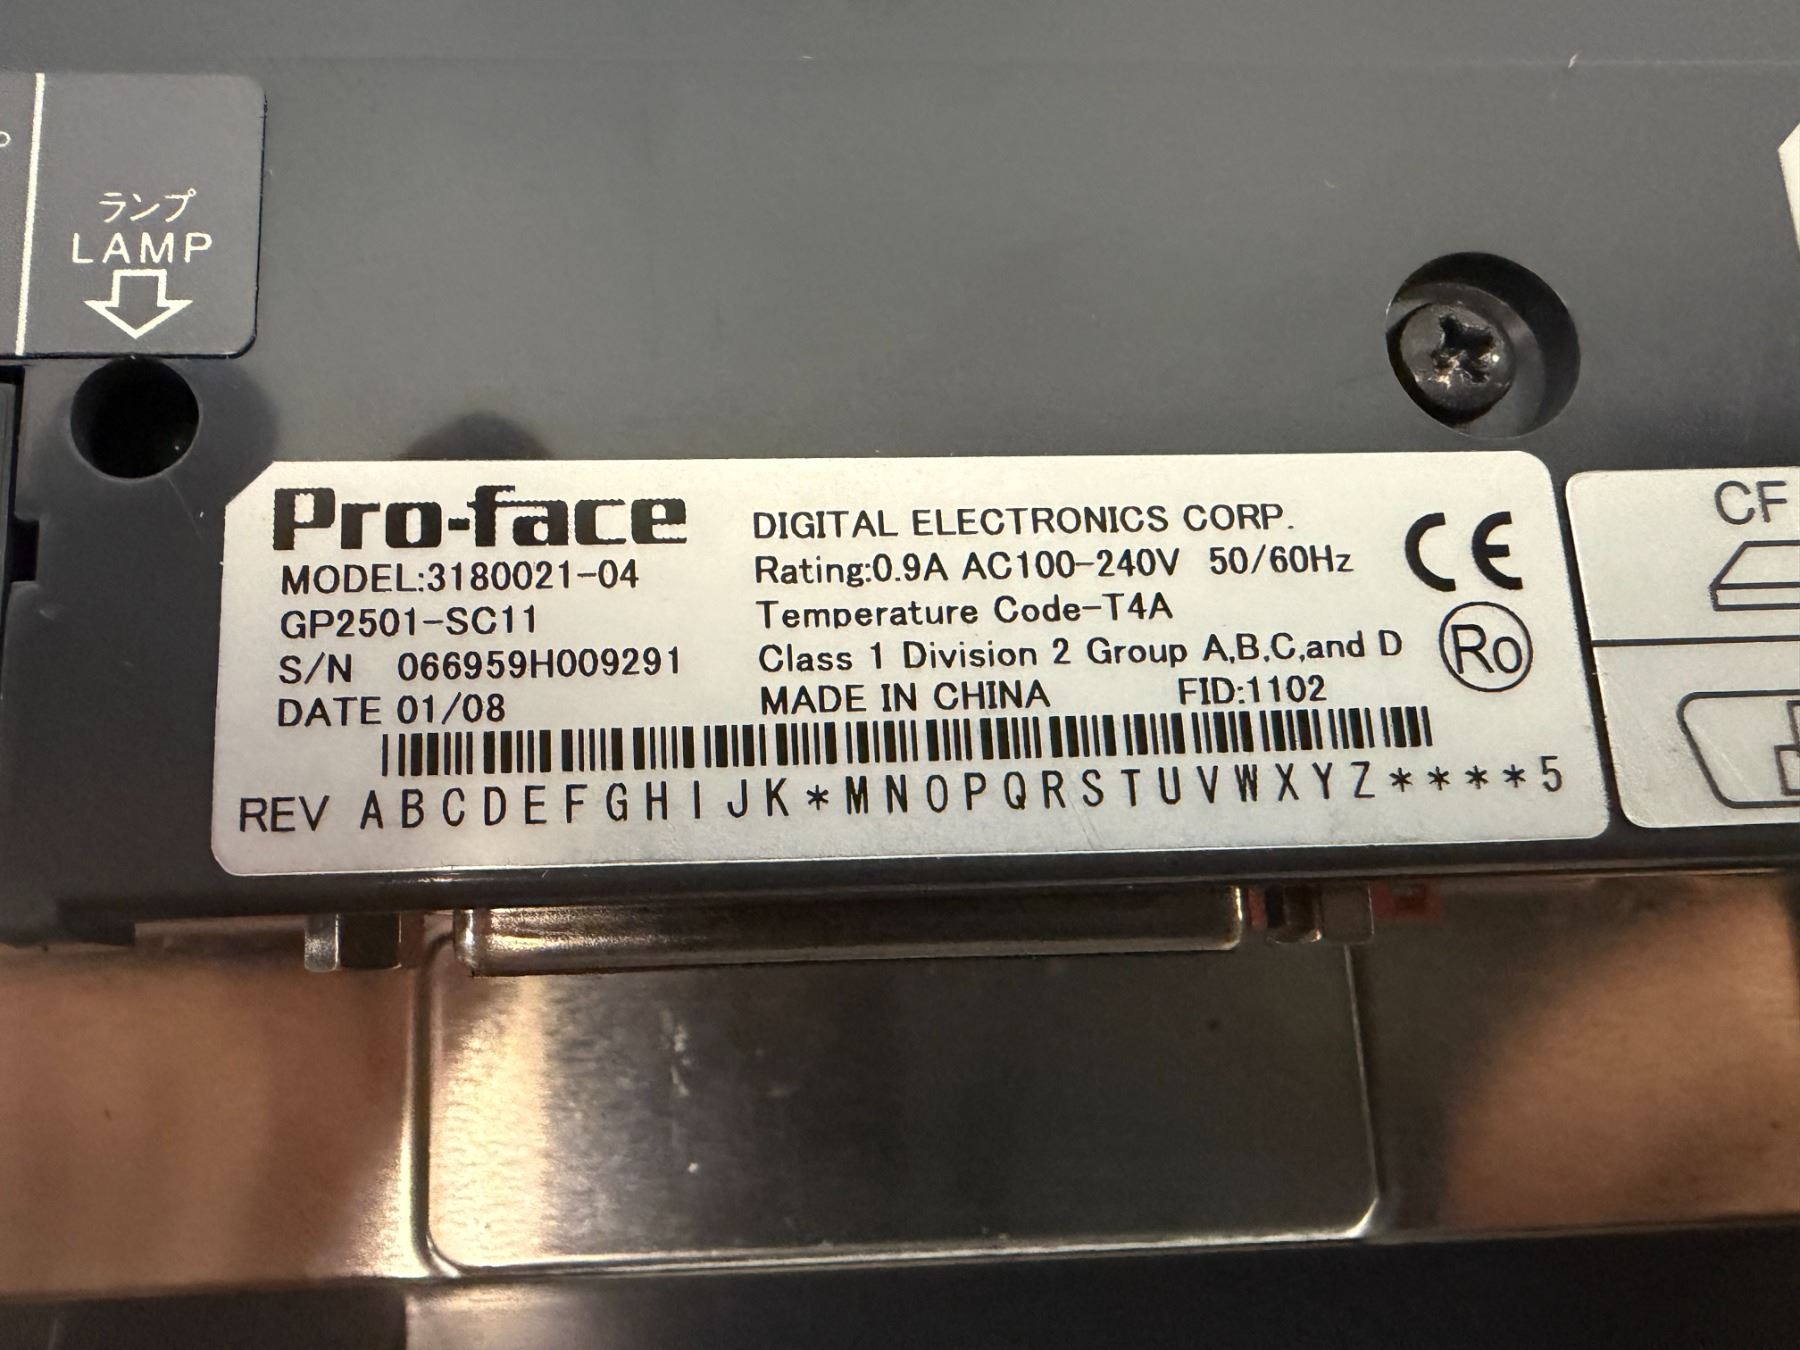 ランプ
LAMP
Pro-face
MODEL:3180021-04
GP2501-SC11
S/N 066959H009291
DATE 01/08
DIGITAL ELECTRONICS CORP.
Rating:0.9A AC100-240V 50/60Hz
Temperature Code-T4A
Class 1 Division 2 Group A,B,C,and D
MADE IN CHINA FID:1102
CE
Ro
REV A B C D E F G H I J K * M N O P Q R S T U V W X Y Z * * * * 5
CF